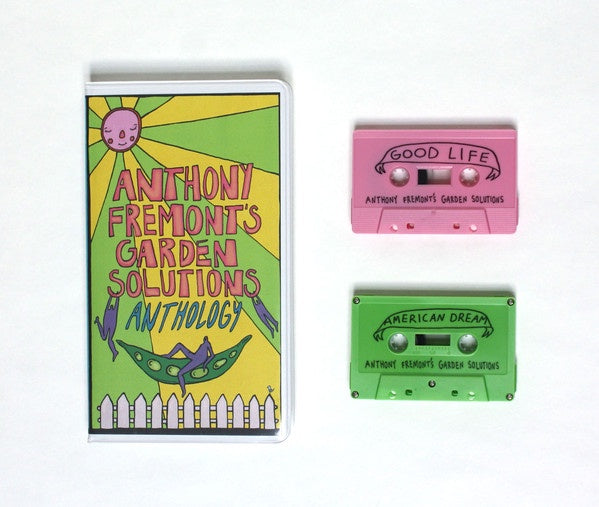 ANTHONY
FREMONT'S
GARDEN
SOLUTIONS
ANTHOLOGY
GOOD LIFE
ANTHONY FREMONT'S GARDEN SOLUTIONS
AMERICAN DREAM
ANTHONY FREMONT'S GARDEN SOLUTIONS